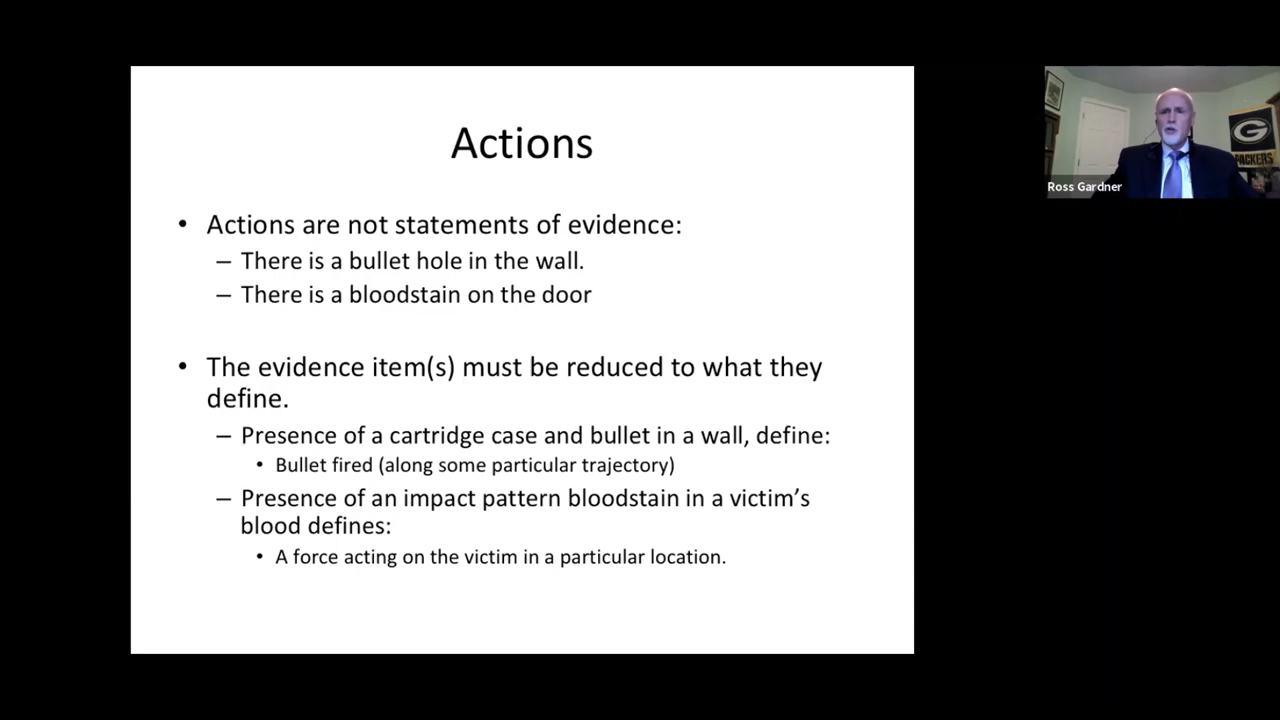 Actions
• Actions are not statements of evidence:
– There is a bullet hole in the wall.
– There is a bloodstain on the door
• The evidence item(s) must be reduced to what they
define.
– Presence of a cartridge case and bullet in a wall, define:
• Bullet fired (along some particular trajectory)
– Presence of an impact pattern bloodstain in a victim’s
blood defines:
• A force acting on the victim in a particular location.
G
PACKERS
Ross Gardner